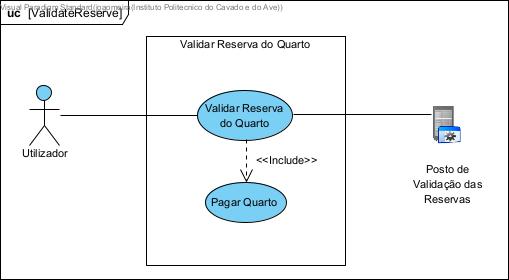 Visual Paradigm Standard(joaomoreira(Instituto Politecnico do Cavado e do Ave))
uc [ValidateReserve]
Validar Reserva do Quarto
Validar Reserva
do Quarto
Utilizador
<<Include>>
Pagar Quarto
Posto de
Validação das
Reservas